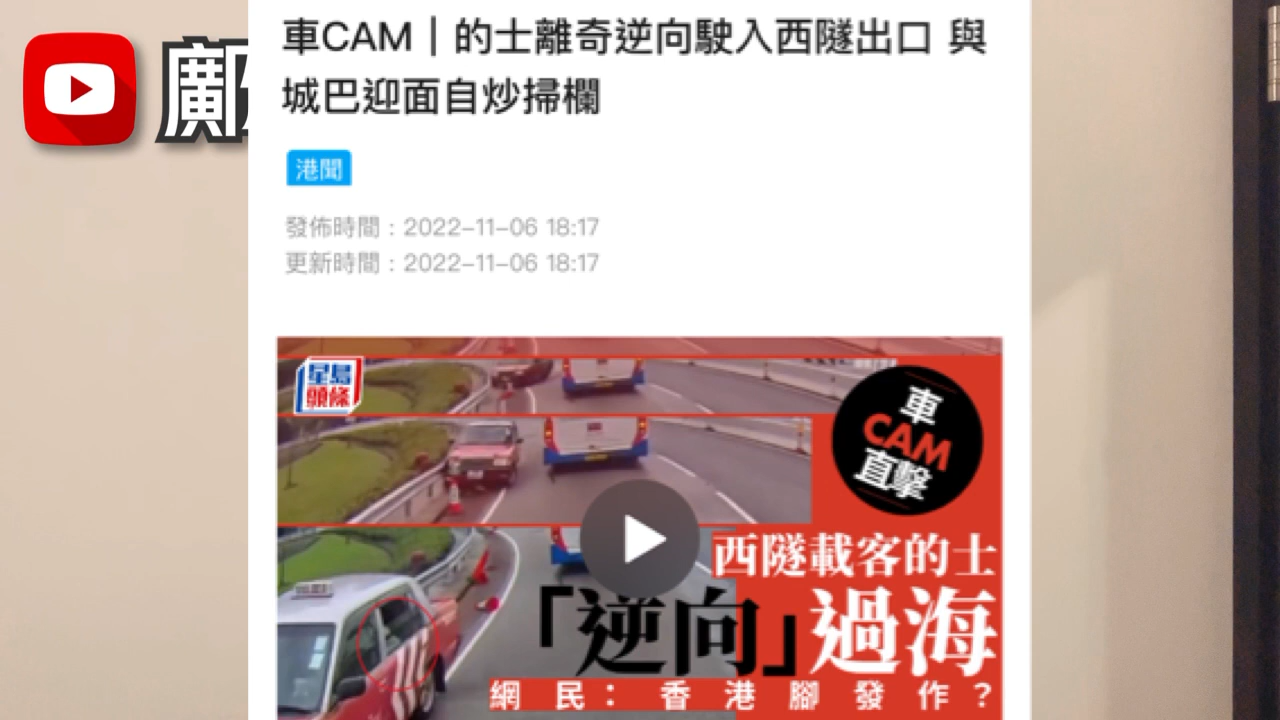 車CAM｜的士離奇逆向駛入西隧出口 與
城巴迎面自炒掃欄
廣
港聞
發佈時間：2022-11-06 18:17
更新時間：2022-11-06 18:17
星島
頭條
車
CAM
直擊
西隧載客的士
「逆向」過海
網民：香港腳發作？